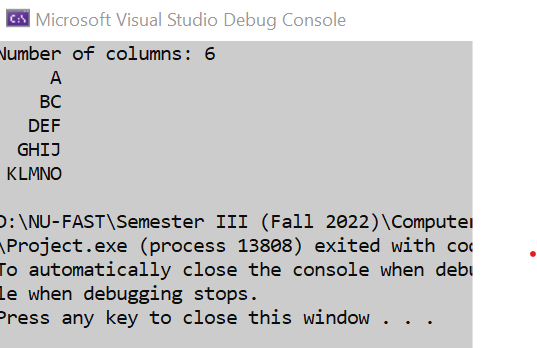 Microsoft Visual Studio Debug Console
Number of columns: 6
A
BC
DEF
GHIJ
KLMNO
D:\NU-FAST\Semester III (Fall 2022)\Computer
\Project.exe (process 13808) exited with cod
To automatically close the console when debu
le when debugging stops.
Press any key to close this window . . .